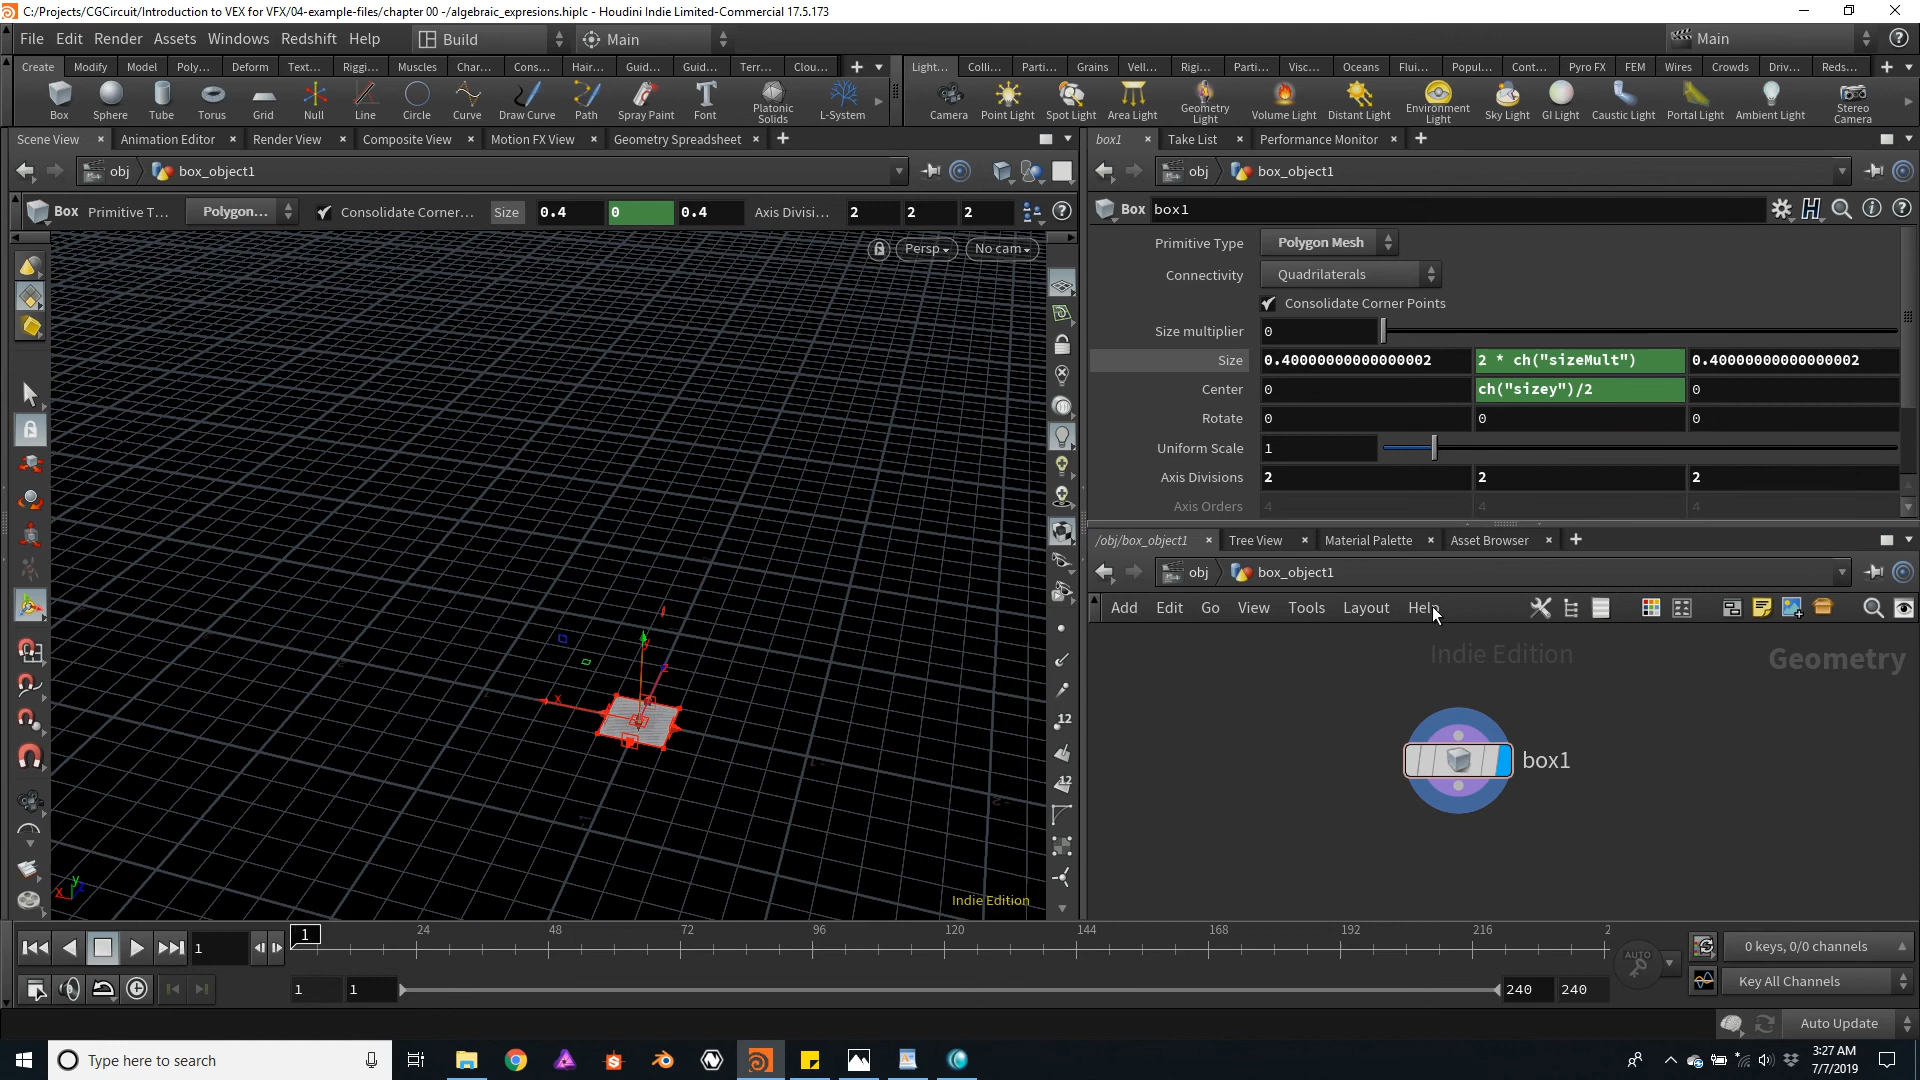 C:/Projects/CGCircuit/Introduction to VEX for VFX/04-example-files/chapter 00 -/algebraic_expresions.hiplc - Houdini Indie Limited-Commercial 17.5.173
File Edit Render Assets Windows Redshift Help Build Main Main
Create Modify Model Poly... Deform Text... Riggi... Muscles Char... Cons... Hair... Guid... Guid... Terr... Clou... Light... Colli... Parti... Grains Vell... Rigi... Parti... Visc... Oceans Flui... Popul... Cont... Pyro FX FEM Wires Crowds Driv... Reds...
Box Sphere Tube Torus Grid Null Line Circle Curve Draw Curve Path Spray Paint Font Platonic Solids L-System Camera Point Light Spot Light Area Light Geometry Light Volume Light Distant Light Environment Light Sky Light GI Light Caustic Light Portal Light Ambient Light Stereo Camera
Scene View Animation Editor Render View Composite View Motion FX View Geometry Spreadsheet box1 Take List Performance Monitor
obj box_object1 obj box_object1
Box Primitive T... Polygon... Consolidate Corner... Size 0.4 0 0.4 Axis Divisi... 2 2 2
Box box1
Persp No cam
Primitive Type Polygon Mesh
Connectivity Quadrilaterals
Consolidate Corner Points
Size multiplier 0
Size 0.40000000000000002 2 * ch("sizeMult") 0.40000000000000002
Center 0 ch("sizey")/2 0
Rotate 0 0 0
Uniform Scale 1
Axis Divisions 2 2 2
Axis Orders 4 4 4
/obj/box_object1 Tree View Material Palette Asset Browser
obj box_object1
Add Edit Go View Tools Layout Help
Indie Edition Geometry
box1
y
z
x
12
12
y
x
Indie Edition
1 1 24 48 72 96 120 144 168 192 216 2
AUTO 0 keys, 0/0 channels
1 1 240 240 Key All Channels
Auto Update
Type here to search
3:27 AM
7/7/2019